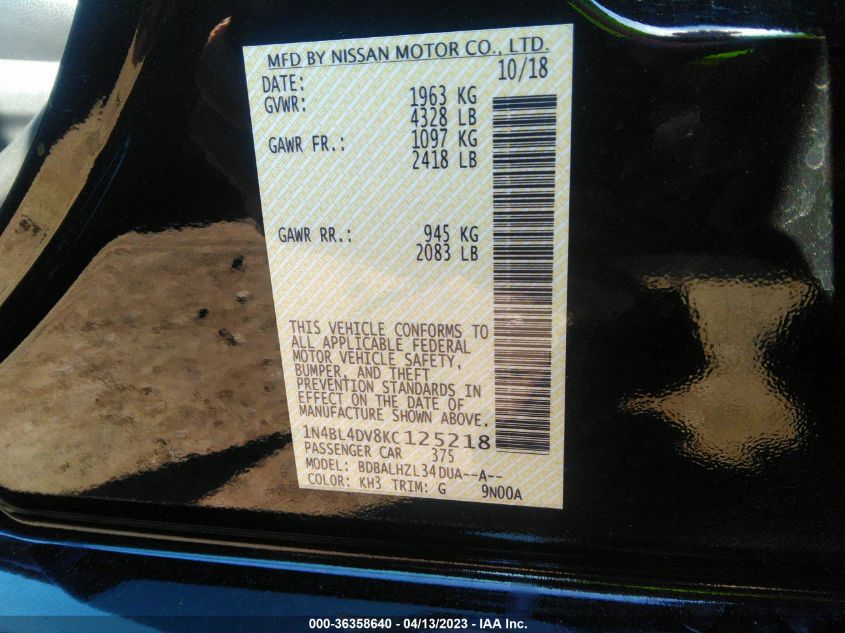 MFD BY NISSAN MOTOR CO., LTD.
DATE: 10/18
GVWR: 1963 KG
4328 LB
GAWR FR.: 1097 KG
2418 LB
GAWR RR.: 945 KG
2083 LB
THIS VEHICLE CONFORMS TO
ALL APPLICABLE FEDERAL
MOTOR VEHICLE SAFETY,
BUMPER, AND THEFT
PREVENTION STANDARDS IN
EFFECT ON THE DATE OF
MANUFACTURE SHOWN ABOVE.
1N4BL4DV8KC125218
PASSENGER CAR 375
MODEL: BDBALHZL34DUA--A--
COLOR: KH3 TRIM: G 9N00A
000-36358640 - 04/13/2023 - IAA Inc.